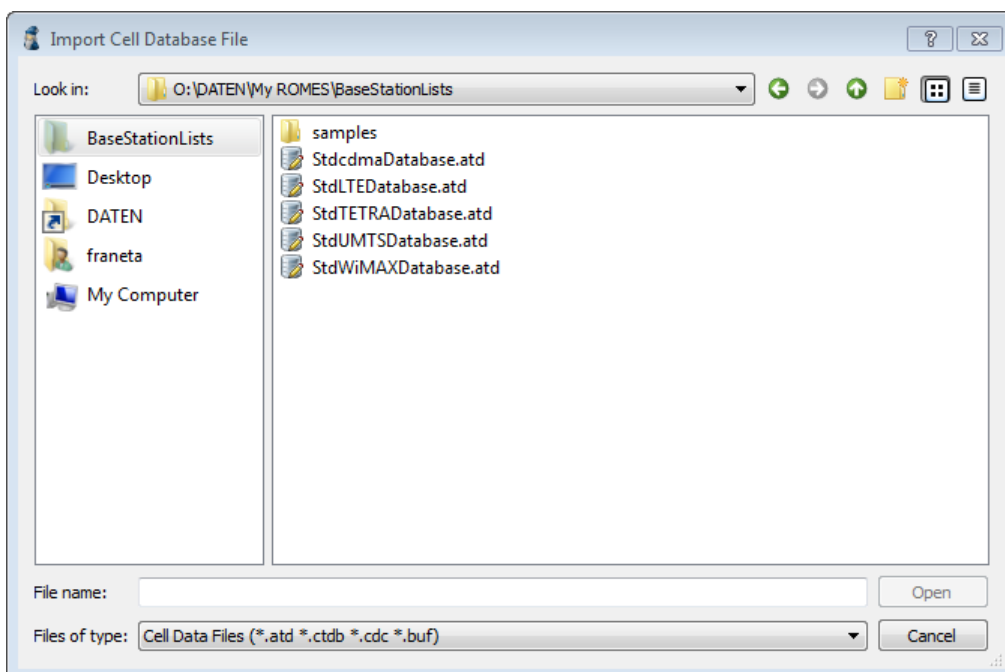 Import Cell Database File
Look in: O:\DATEN\My ROMES\BaseStationLists
BaseStationLists
Desktop
DATEN
franeta
My Computer
samples
StdcdmaDatabase.atd
StdLTEDatabase.atd
StdTETRADatabase.atd
StdUMTSDatabase.atd
StdWiMAXDatabase.atd
File name: Open
Files of type: Cell Data Files (*.atd *.ctdb *.cdc *.buf) Cancel